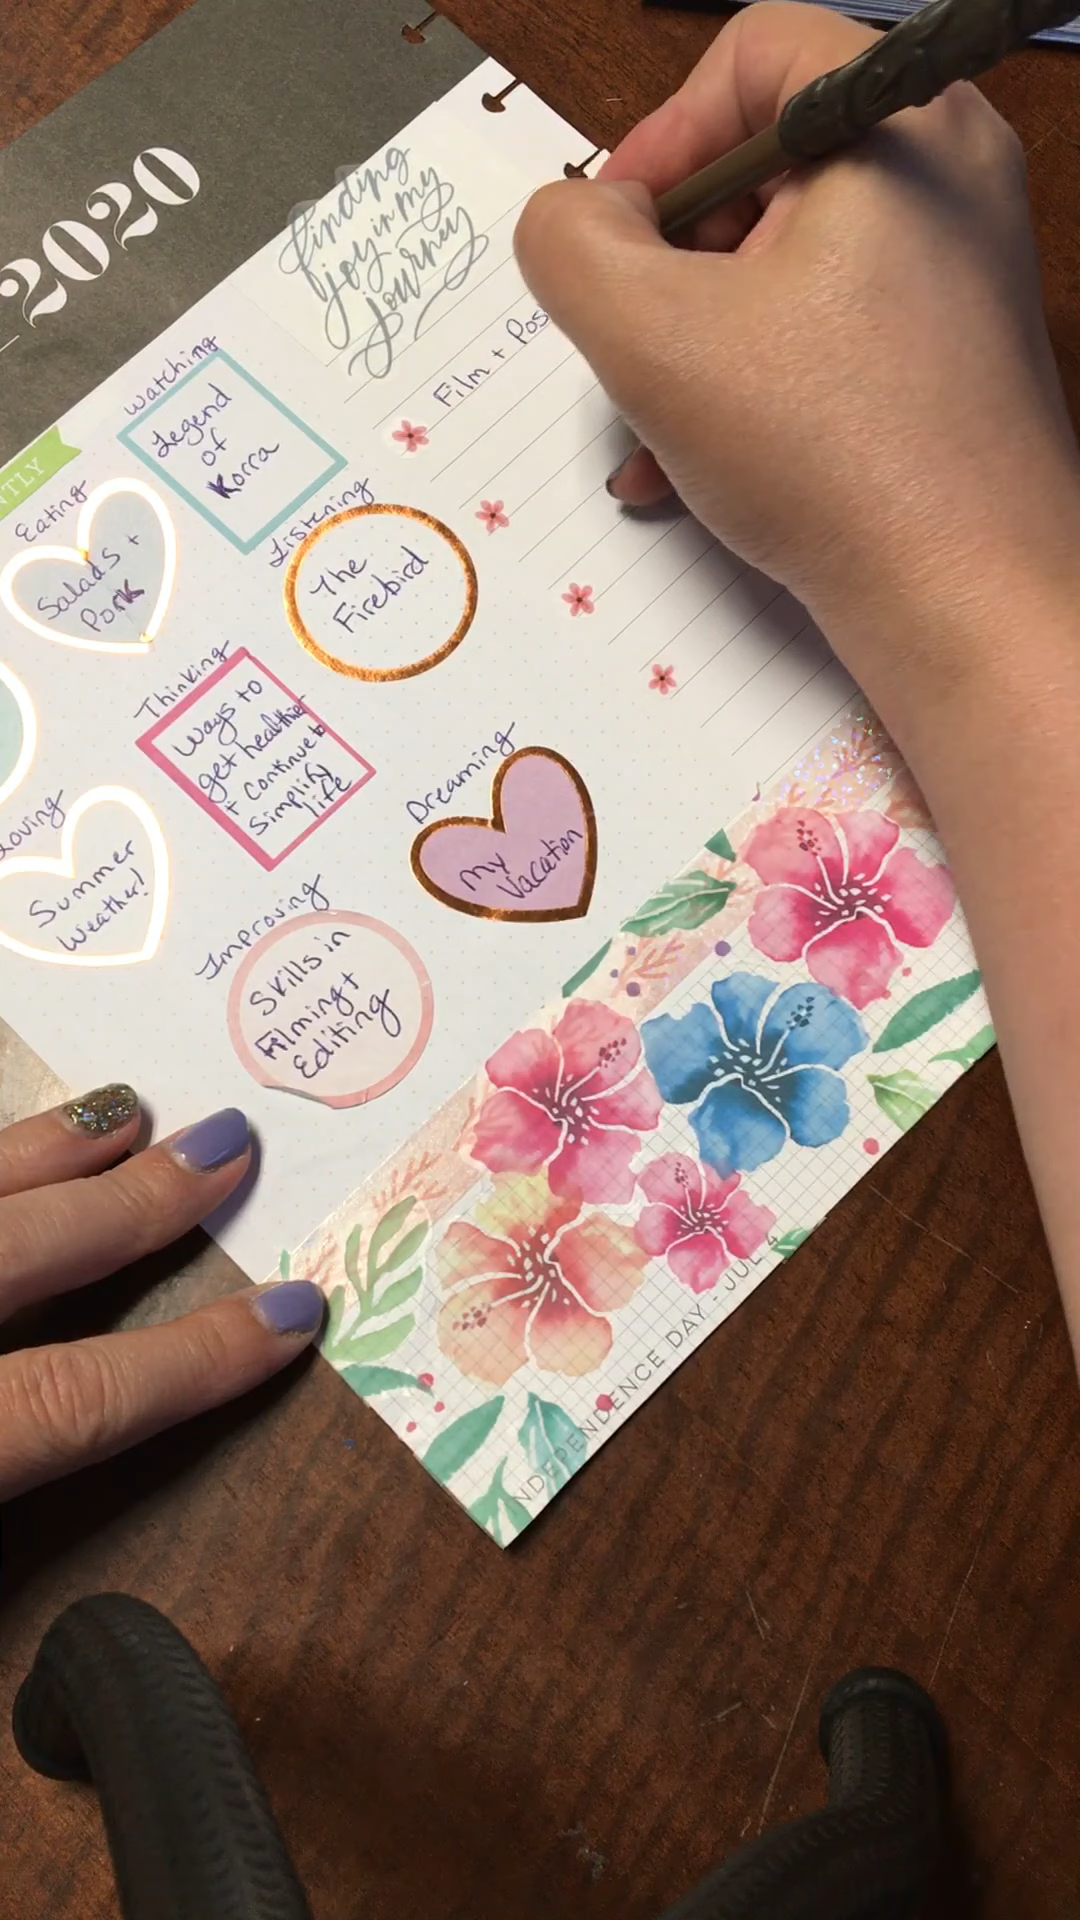 2020
finding
joy in my
journey
Film +
Watching
Legend
of
Korra
Eating
Salads +
Pork
Listening
The
Firebird
Thinking
Ways to
get healthier
+ Continue to
Simplify
life
Dreaming
My
Vacation
Loving
Summer
Weather!
Improving
Skills in
Filming +
Editing
INDEPENDENCE DAY - JUL 4